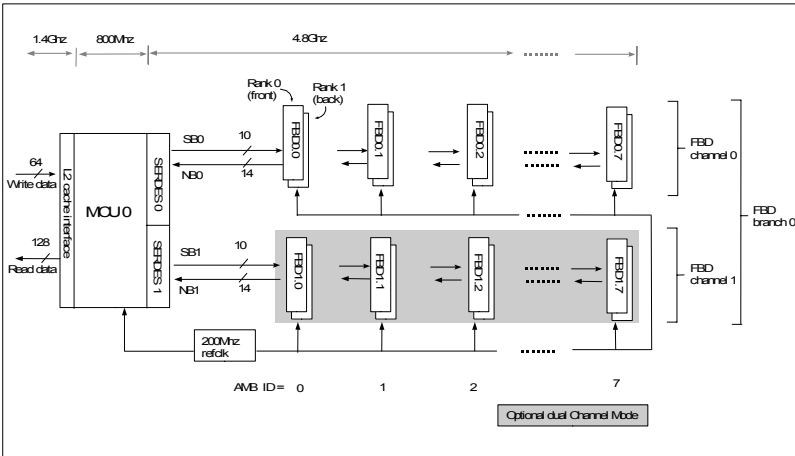 1.4Ghz 800Mhz 4.8Ghz
Rank 0
(front)
Rank 1
(back)
FBD0.0
FBD0.1
FBD0.2
FBD0.7
SB0 10
NB0 14
64
Write data
L2 cache interface
MCU 0
SERDES 0
SERDES 1
128
Read data
SB1 10
NB1 14
FBD1.0
FBD1.1
FBD1.2
FBD1.7
FBD
channel 0
FBD
branch 0
FBD
channel 1
200Mhz
refclk
AMB ID = 0 1 2 7
Optional dual Channel Mode